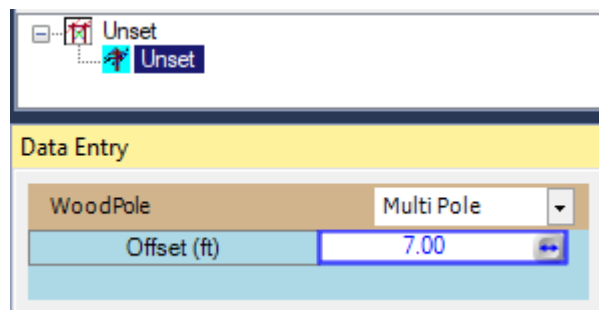 Unset
Unset
Data Entry
WoodPole Multi Pole
Offset (ft) 7.00